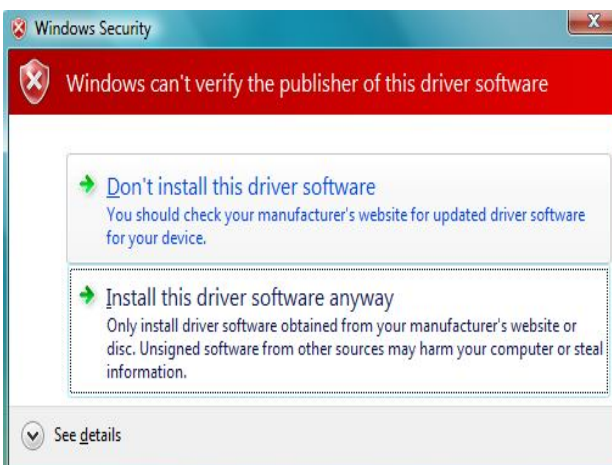 Windows Security
Windows can't verify the publisher of this driver software
Don't install this driver software
You should check your manufacturer's website for updated driver software
for your device.
Install this driver software anyway
Only install driver software obtained from your manufacturer's website or
disc. Unsigned software from other sources may harm your computer or steal
information.
See details